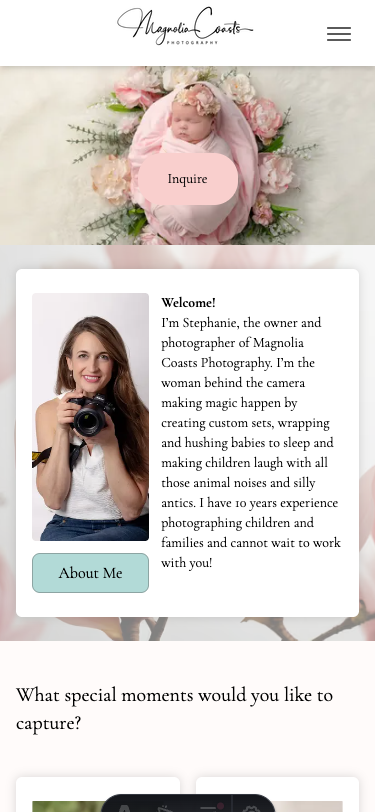 Magnolia Coasts
PHOTOGRAPHY
Inquire
Welcome!
I'm Stephanie, the owner and
photographer of Magnolia
Coasts Photography. I'm the
woman behind the camera
making magic happen by
creating custom sets, wrapping
and hushing babies to sleep and
making children laugh with all
those animal noises and silly
antics. I have 10 years experience
photographing children and
families and cannot wait to work
with you!
About Me
What special moments would you like to
capture?